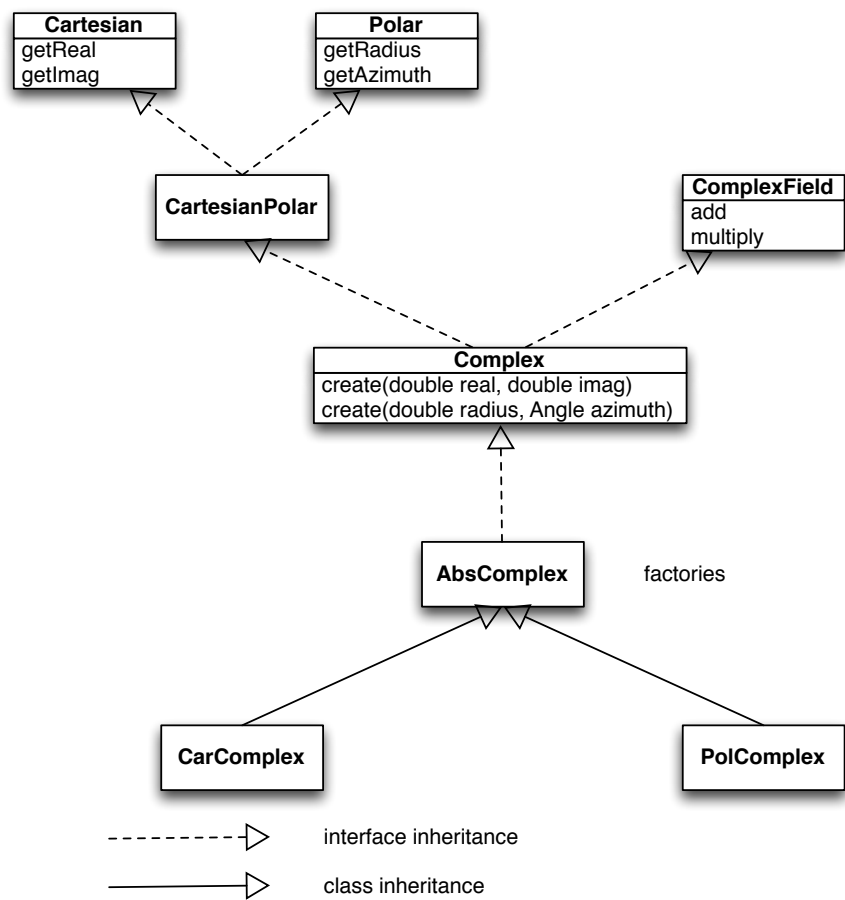 Cartesian
getReal
getImag
Polar
getRadius
getAzimuth
CartesianPolar
ComplexField
add
multiply
Complex
create(double real, double imag)
create(double radius, Angle azimuth)
AbsComplex
factories
CarComplex
PolComplex
interface inheritance
class inheritance